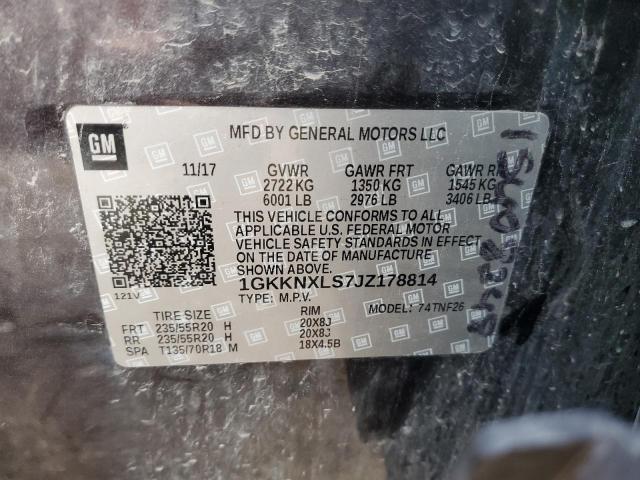 GM
MFD BY GENERAL MOTORS LLC
11/17 GVWR GAWR FRT GAWR R
2722 KG 1350 KG 1545 KG
6001 LB 2976 LB 3406 LB
THIS VEHICLE CONFORMS TO ALL
APPLICABLE U.S. FEDERAL MOTOR
VEHICLE SAFETY STANDARDS IN EFFECT
ON THE DATE OF MANUFACTURE
SHOWN ABOVE.
1GKKNXLS7JZ178814
121V TYPE: M.P.V. MODEL: 74TNF26
TIRE SIZE RIM
FRT 235/55R20 H 20X8J
RR 235/55R20 H 20X8J
SPA T135/70R18 M 18X4.5B